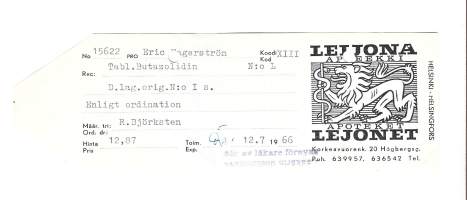 No 15622 PRO Eric Hagerström Koodi Kod XIII
Rec: Tabl.Butazolidin N:o L
D.lag.orig.N:o I s.
Enligt ordination
Määr. tri: Ord. dr: R.Björksten
Hinta Pris 12,87 Toim. Exp. 12.7 1966
LEIJONA
APTEEKKI
APOTEKET
LEJONET
Korkeavuorenk. 20 Högbergsg.
Puh. 639957, 636542 Tel.
HELSINKI - HELSINGFORS